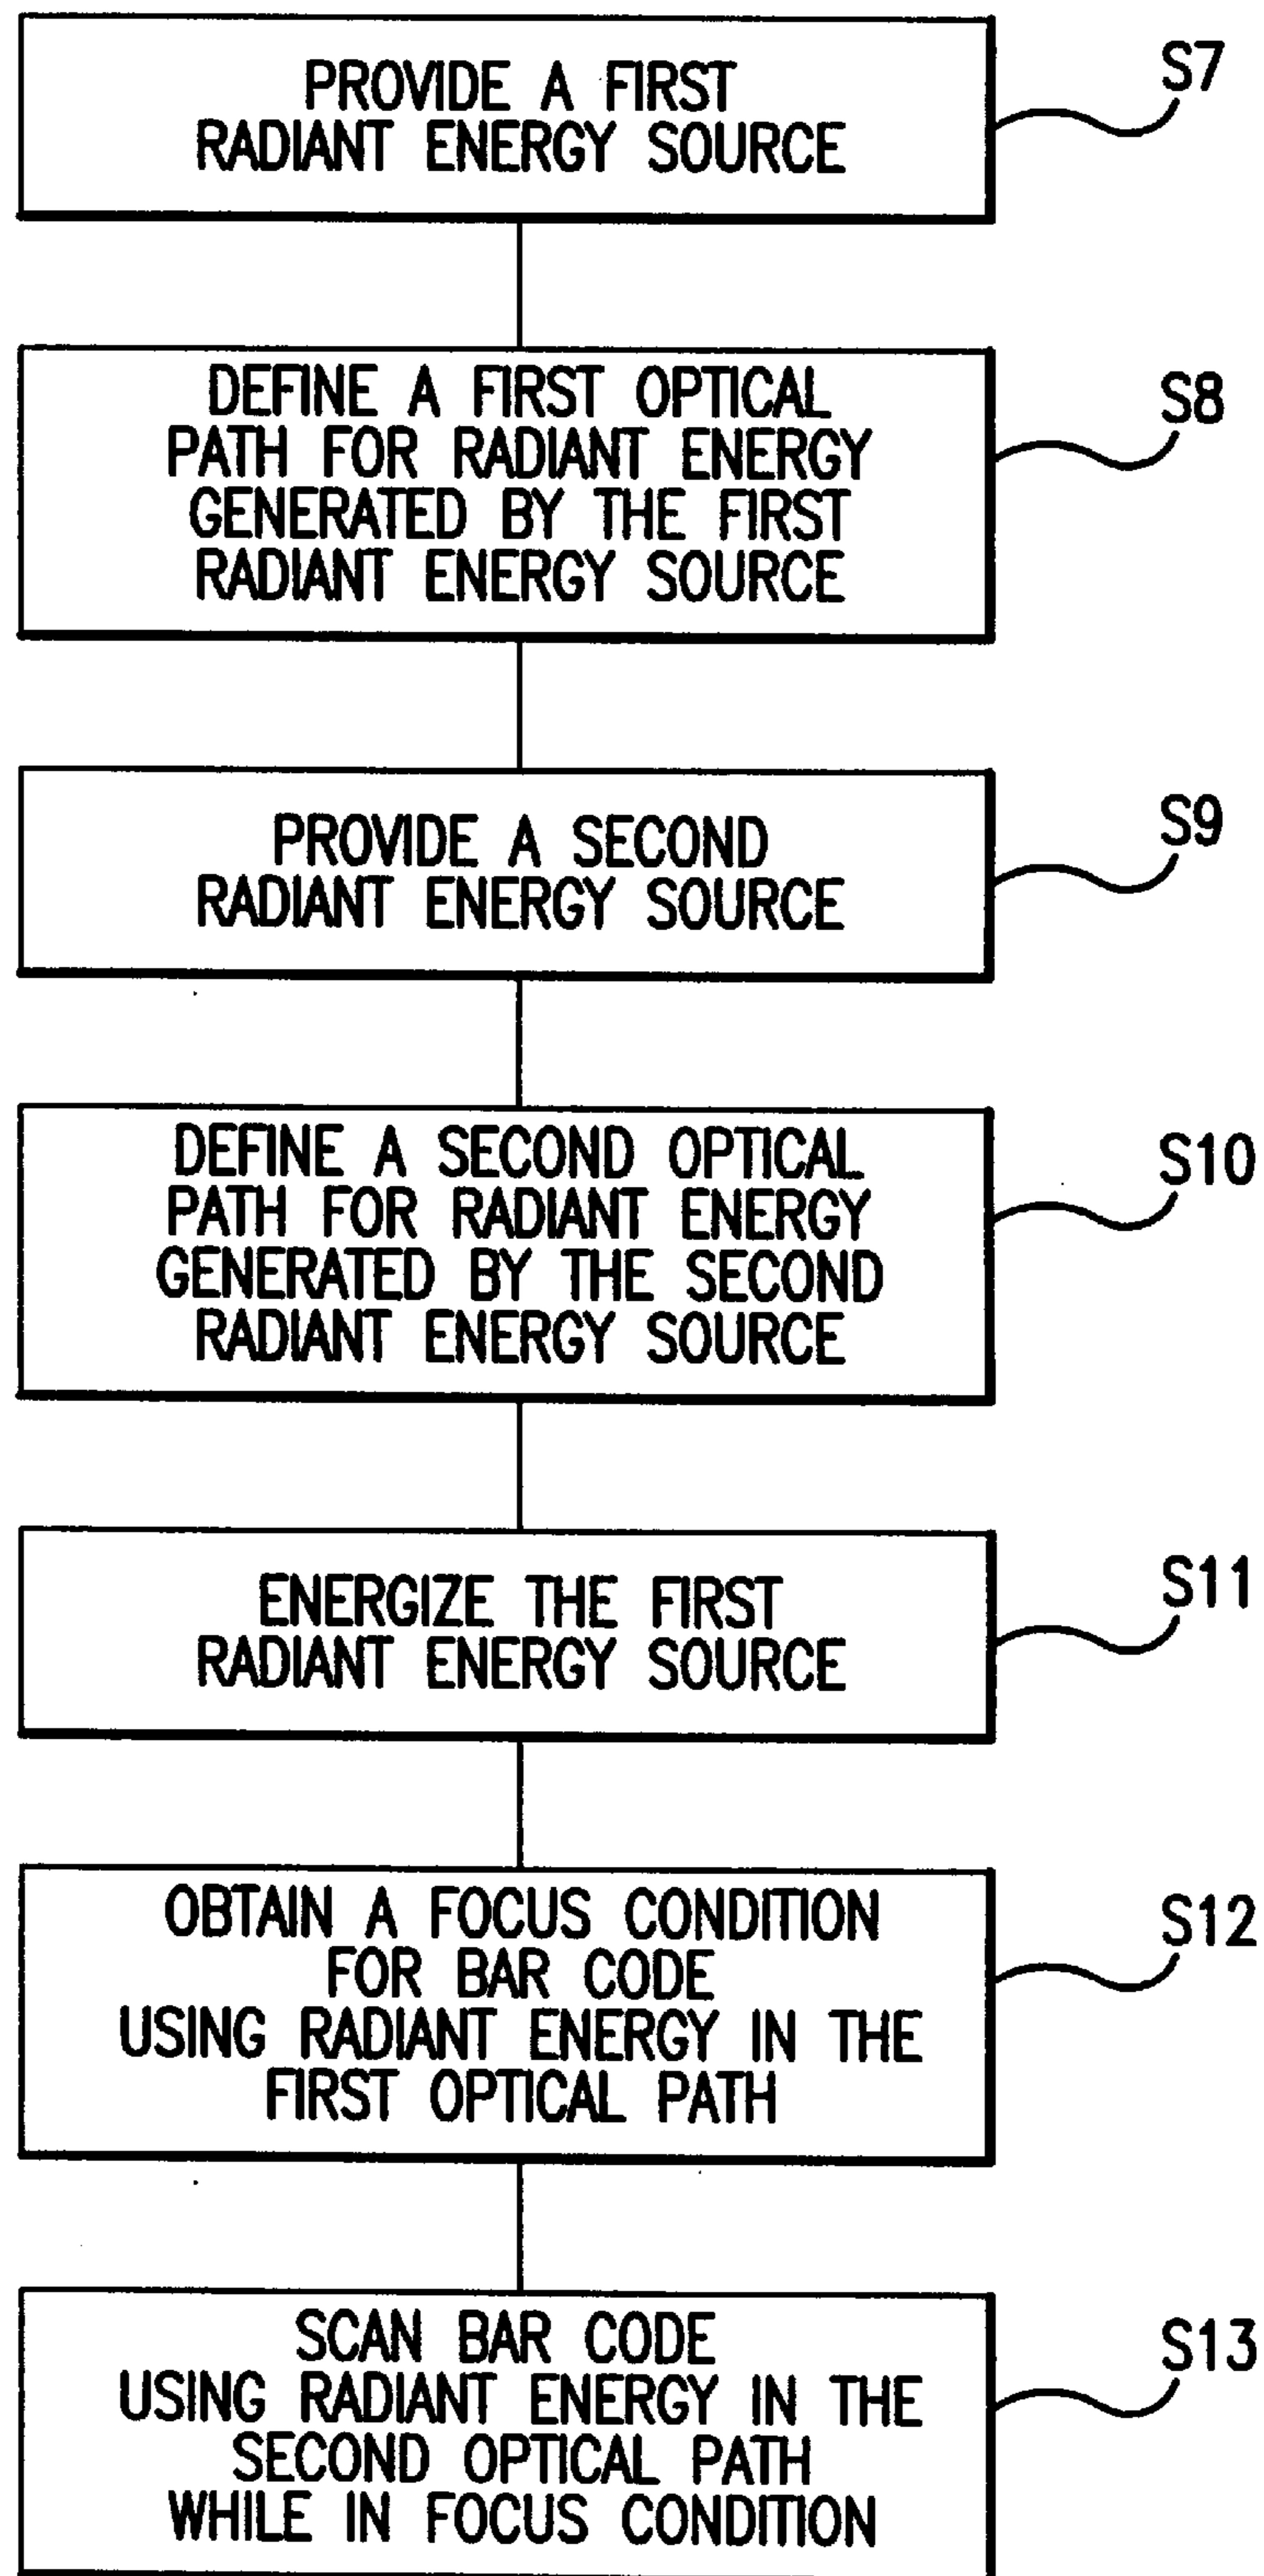 PROVIDE A FIRST
RADIANT ENERGY SOURCE
S7
DEFINE A FIRST OPTICAL
PATH FOR RADIANT ENERGY
GENERATED BY THE FIRST
RADIANT ENERGY SOURCE
S8
PROVIDE A SECOND
RADIANT ENERGY SOURCE
S9
DEFINE A SECOND OPTICAL
PATH FOR RADIANT ENERGY
GENERATED BY THE SECOND
RADIANT ENERGY SOURCE
S10
ENERGIZE THE FIRST
RADIANT ENERGY SOURCE
S11
OBTAIN A FOCUS CONDITION
FOR BAR CODE
USING RADIANT ENERGY IN THE
FIRST OPTICAL PATH
S12
SCAN BAR CODE
USING RADIANT ENERGY IN THE
SECOND OPTICAL PATH
WHILE IN FOCUS CONDITION
S13